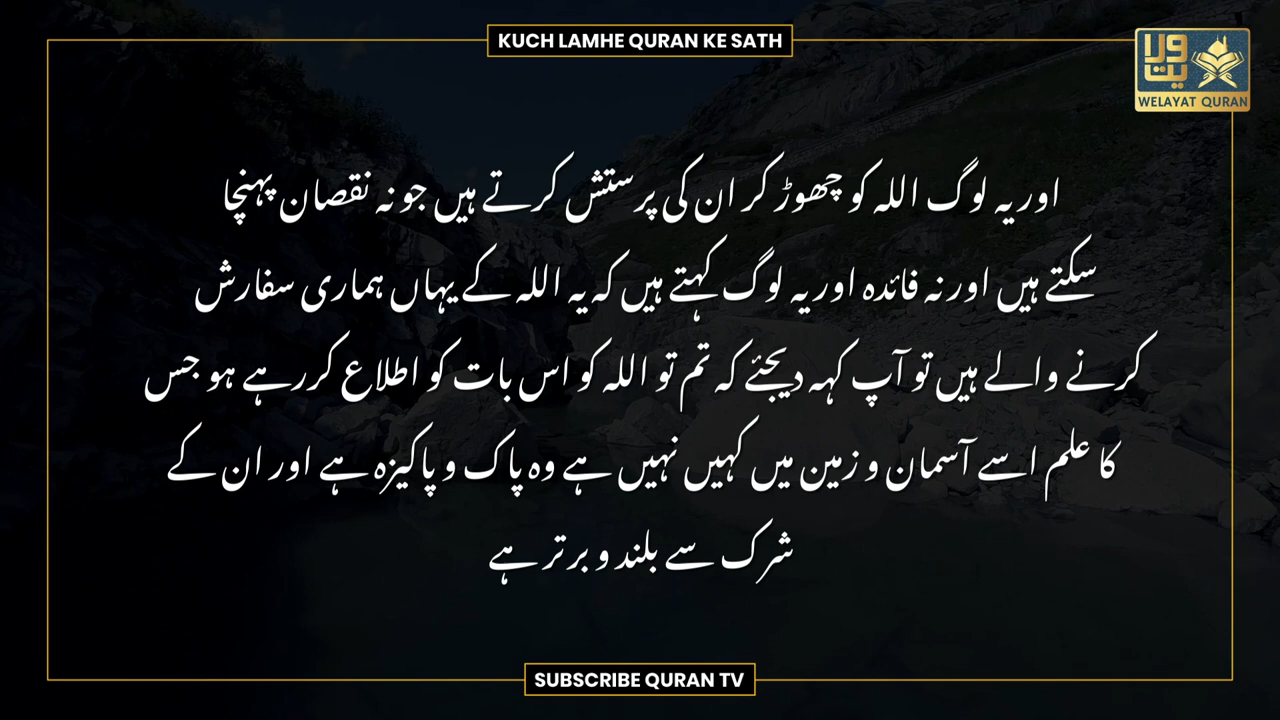 KUCH LAMHE QURAN KE SATH
ولایت
WELAYAT QURAN
اور یہ لوگ اللہ کو چھوڑ کر ان کی پرستش کرتے ہیں جو نہ نقصان پہنچا
سکتے ہیں اور نہ فائدہ اور یہ لوگ کہتے ہیں کہ یہ اللہ کے یہاں ہماری سفارش
کرنے والے ہیں تو آپ کہہ دیجئے کہ تم تو اللہ کو اس بات کو اطلاع کررہے ہو جس
کا علم اسے آسمان و زمین میں کہیں نہیں ہے وہ پاک و پاکیزہ ہے اور ان کے
شرک سے بلند و برتر ہے
SUBSCRIBE QURAN TV